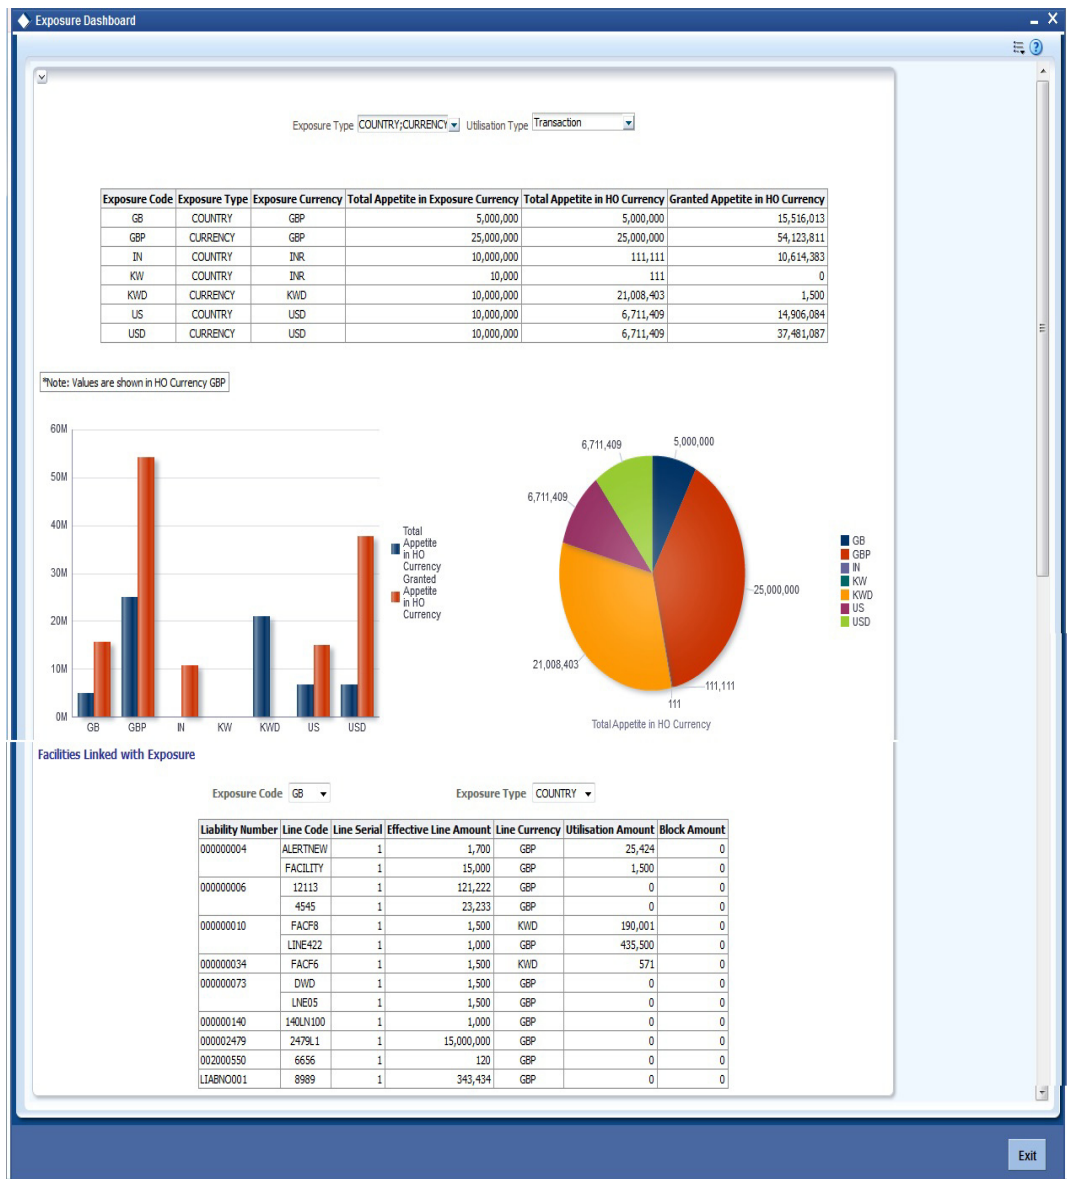 Exposure Dashboard
Exposure Type COUNTRY;CURRENCY Utilisation Type Transaction
Exposure Code Exposure Type Exposure Currency Total Appetite in Exposure Currency Total Appetite in HO Currency Granted Appetite in HO Currency
GB COUNTRY GBP 5,000,000 5,000,000 15,516,013
GBP CURRENCY GBP 25,000,000 25,000,000 54,123,811
IN COUNTRY INR 10,000,000 111,111 10,614,383
KW COUNTRY INR 10,000 111 0
KWD CURRENCY KWD 10,000,000 21,008,403 1,500
US COUNTRY USD 10,000,000 6,711,409 14,906,084
USD CURRENCY USD 10,000,000 6,711,409 37,481,087
*Note: Values are shown in HO Currency GBP
60M
50M
40M
30M
20M
10M
0M
GB GBP IN KW KWD US USD
Total
Appetite
in HO
Currency
Granted
Appetite
in HO
Currency
6,711,409
5,000,000
6,711,409
25,000,000
21,008,403
111,111
111
Total Appetite in HO Currency
GB
GBP
IN
KW
KWD
US
USD
Facilities Linked with Exposure
Exposure Code GB Exposure Type COUNTRY
Liability Number Line Code Line Serial Effective Line Amount Line Currency Utilisation Amount Block Amount
000000004 ALERTNEW 1 1,700 GBP 25,424 0
FACILITY 1 15,000 GBP 1,500 0
000000006 12113 1 121,222 GBP 0 0
4545 1 23,233 GBP 0 0
000000010 FACF8 1 1,500 KWD 190,001 0
LINE422 1 1,000 GBP 435,500 0
000000034 FACF6 1 1,500 KWD 571 0
000000073 DWD 1 1,500 GBP 0 0
LNE05 1 1,500 GBP 0 0
000000140 140LN100 1 1,000 GBP 0 0
000002479 2479L1 1 15,000,000 GBP 0 0
002000550 6656 1 120 GBP 0 0
LIABNO001 8989 1 343,434 GBP 0 0
Exit